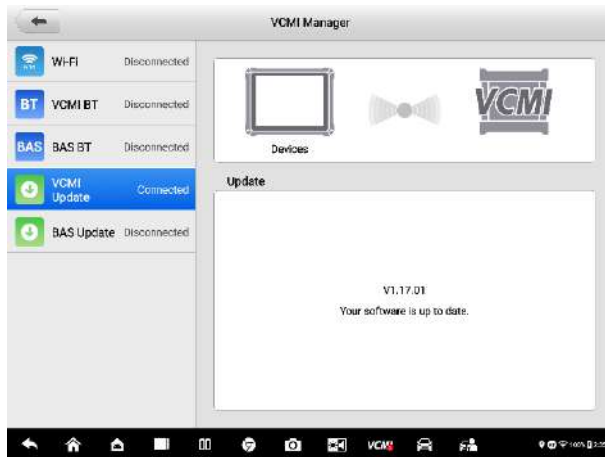 VCMI Manager
Wi-Fi Disconnected
BT VCMI BT Disconnected
BAS BAS BT Disconnected
VCMI Update Connected
BAS Update Disconnected
VCMI
Devices
Update
V1.17.01
Your software is up to date.
VCMI
100%